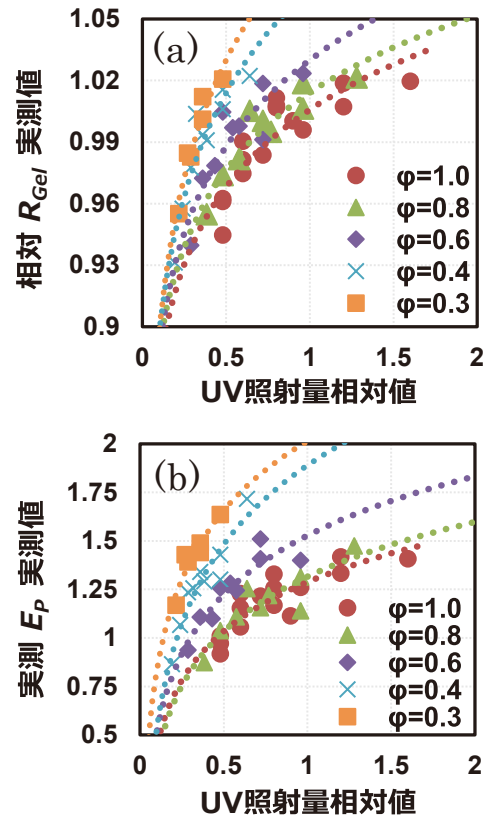 (a)
相対 R_Gel 実測値
1.05
1.02
0.99
0.96
0.93
0.9
φ=1.0
φ=0.8
φ=0.6
φ=0.4
φ=0.3
0 0.5 1 1.5 2
UV照射量相対値
(b)
実測 E_P 実測値
2
1.75
1.5
1.25
1
0.75
0.5
φ=1.0
φ=0.8
φ=0.6
φ=0.4
φ=0.3
0 0.5 1 1.5 2
UV照射量相対値